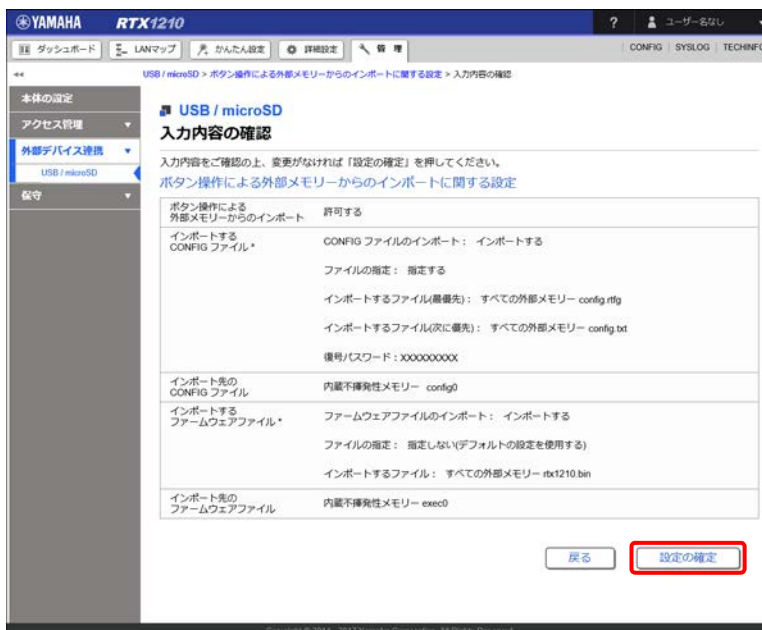 YAMAHA RTX1210 ? ユーザー名なし
ダッシュボード LANマップ かんたん設定 詳細設定 管理 CONFIG SYSLOG TECHINFO
USB / microSD > ボタン操作による外部メモリーからのインポートに関する設定 > 入力内容の確認
本体の設定
アクセス管理
外部デバイス連携
USB / microSD
保守
USB / microSD
入力内容の確認
入力内容をご確認の上、変更がなければ「設定の確定」を押してください。
ボタン操作による外部メモリーからのインポートに関する設定
ボタン操作による
外部メモリーからのインポート
許可する
インポートする
CONFIG ファイル *
CONFIG ファイルのインポート： インポートする
ファイルの指定： 指定する
インポートするファイル(最優先)： すべての外部メモリー config.rtfg
インポートするファイル(次に優先)： すべての外部メモリー config.txt
復号パスワード：XXXXXXXXX
インポート先の
CONFIG ファイル
内蔵不揮発性メモリー config0
インポートする
ファームウェアファイル *
ファームウェアファイルのインポート： インポートする
ファイルの指定： 指定しない(デフォルトの設定を使用する)
インポートするファイル： すべての外部メモリー rtx1210.bin
インポート先の
ファームウェアファイル
内蔵不揮発性メモリー exec0
戻る 設定の確定